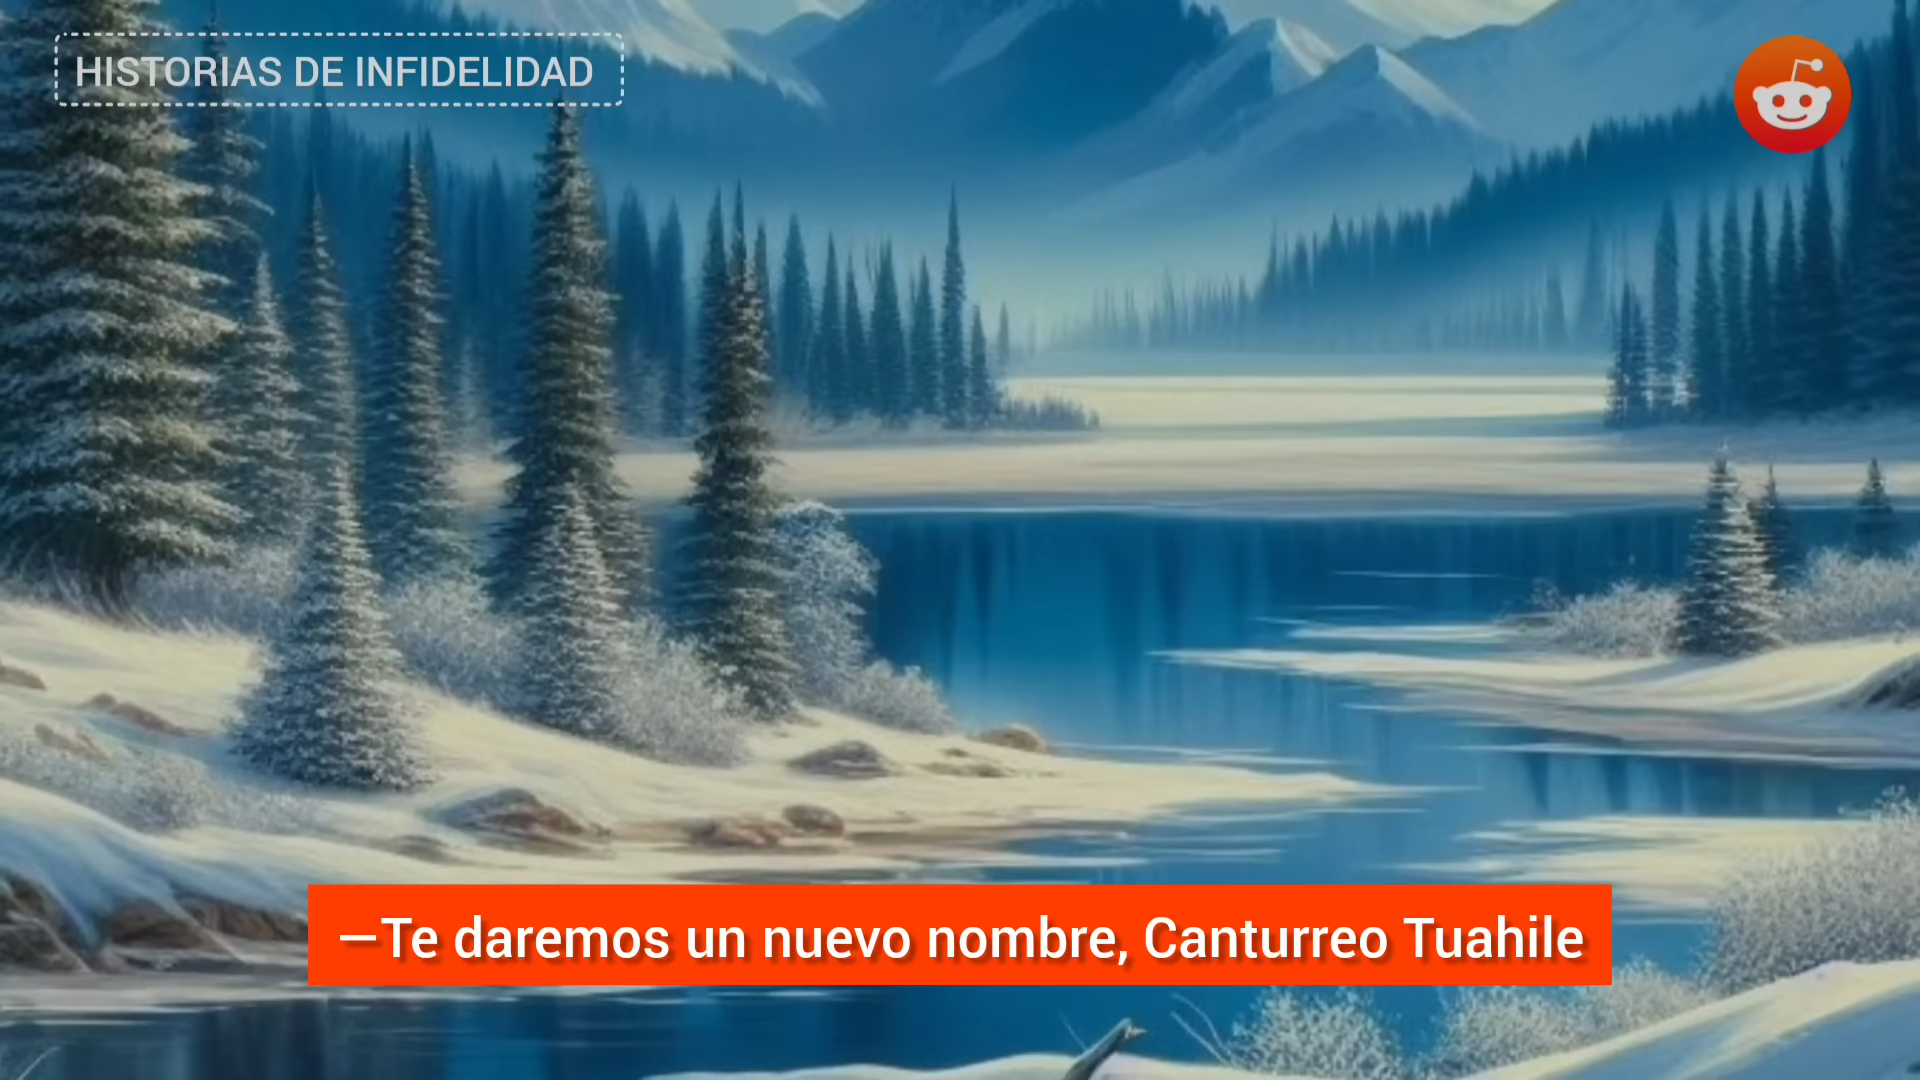 HISTORIAS DE INFIDELIDAD
—Te daremos un nuevo nombre, Canturreo Tuahile